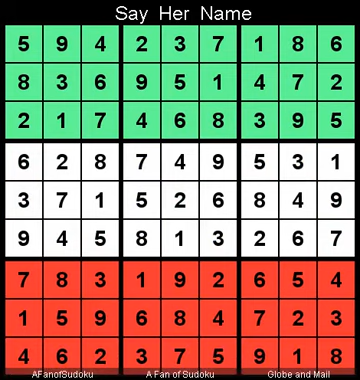 Say Her Name
5 9 4 2 3 7 1 8 6
8 3 6 9 5 1 4 7 2
2 1 7 4 6 8 3 9 5
6 2 8 7 4 9 5 3 1
3 7 1 5 2 6 8 4 9
9 4 5 8 1 3 2 6 7
7 8 3 1 9 2 6 5 4
1 5 9 6 8 4 7 2 3
4 6 2 3 7 5 9 1 8
AFanofSudoku A Fan of Sudoku Globe and Mail